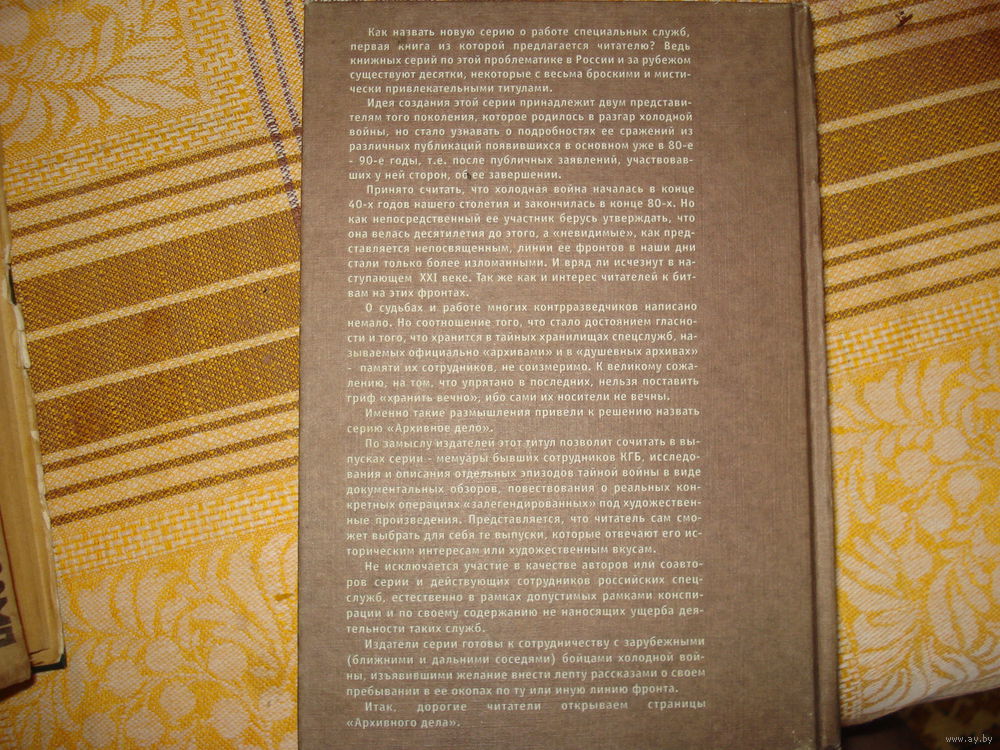 Как назвать новую серию о работе специальных служб,
первая книга из которой предлагается читателю? Ведь
книжных серий по этой проблематике в России и за рубежом
существуют десятки, некоторые с весьма броскими и мисти-
чески привлекательными титулами.
Идея создания этой серии принадлежит двум представи-
телям того поколения, которое родилось в разгар холодной
войны, но стало узнавать о подробностях ее сражений из
различных публикаций появившихся в основном уже в 80-е
- 90-е годы, т.е. после публичных заявлений, участвовав-
ших у ней сторон, об ее завершении.
Принято считать, что холодная война началась в конце
40-х годов нашего столетия и закончилась в конце 80-х. Но
как непосредственный ее участник берусь утверждать, что
она велась десятилетия до этого, а «невидимые», как пред-
ставляется непосвященным, линии ее фронтов в наши дни
стали только более изломанными. И вряд ли исчезнут в на-
ступающем XXI веке. Так же как и интерес читателей к бит-
вам на этих фронтах.
О судьбах и работе многих контрразведчиков написано
немало. Но соотношение того, что стало достоянием гласно-
сти и того, что хранится в тайных хранилищах спецслужб, на-
зываемых официально «архивами» и в «душевных архивах»
- памяти их сотрудников, не соизмеримо. К великому сожа-
лению, на том, что упрятано в последних, нельзя поставить
гриф «хранить вечно», ибо сами их носители не вечны.
Именно такие размышления привели к решению назвать
серию «Архивное дело».
По замыслу издателей этот титул позволит сочитать в вы-
пусках серии - мемуары бывших сотрудников КГБ, исследо-
вания и описания отдельных эпизодов тайной войны в виде
документальных обзоров, повествования о реальных кон-
кретных операциях «залегендированных» под художествен-
ные произведения. Представляется, что читатель сам смо-
жет выбрать для себя те выпуски, которые отвечают его ис-
торическим интересам или художественным вкусам.
Не исключается участие в качестве авторов или соавто-
ров серии и действующих сотрудников российских спец-
служб, естественно в рамках допустимых рамками конспи-
рации и по своему содержанию не наносящих ущерба дея-
тельности таких служб.
Издатели серии готовы к сотрудничеству с зарубежными
(ближними и дальними соседями) бойцами холодной вой-
ны, изъявившими желание внести лепту рассказами о своем
пребывании в ее окопах по ту или иную линию фронта.
Итак, дорогие читатели открываем страницы
«Архивного дела».
www.ay.by